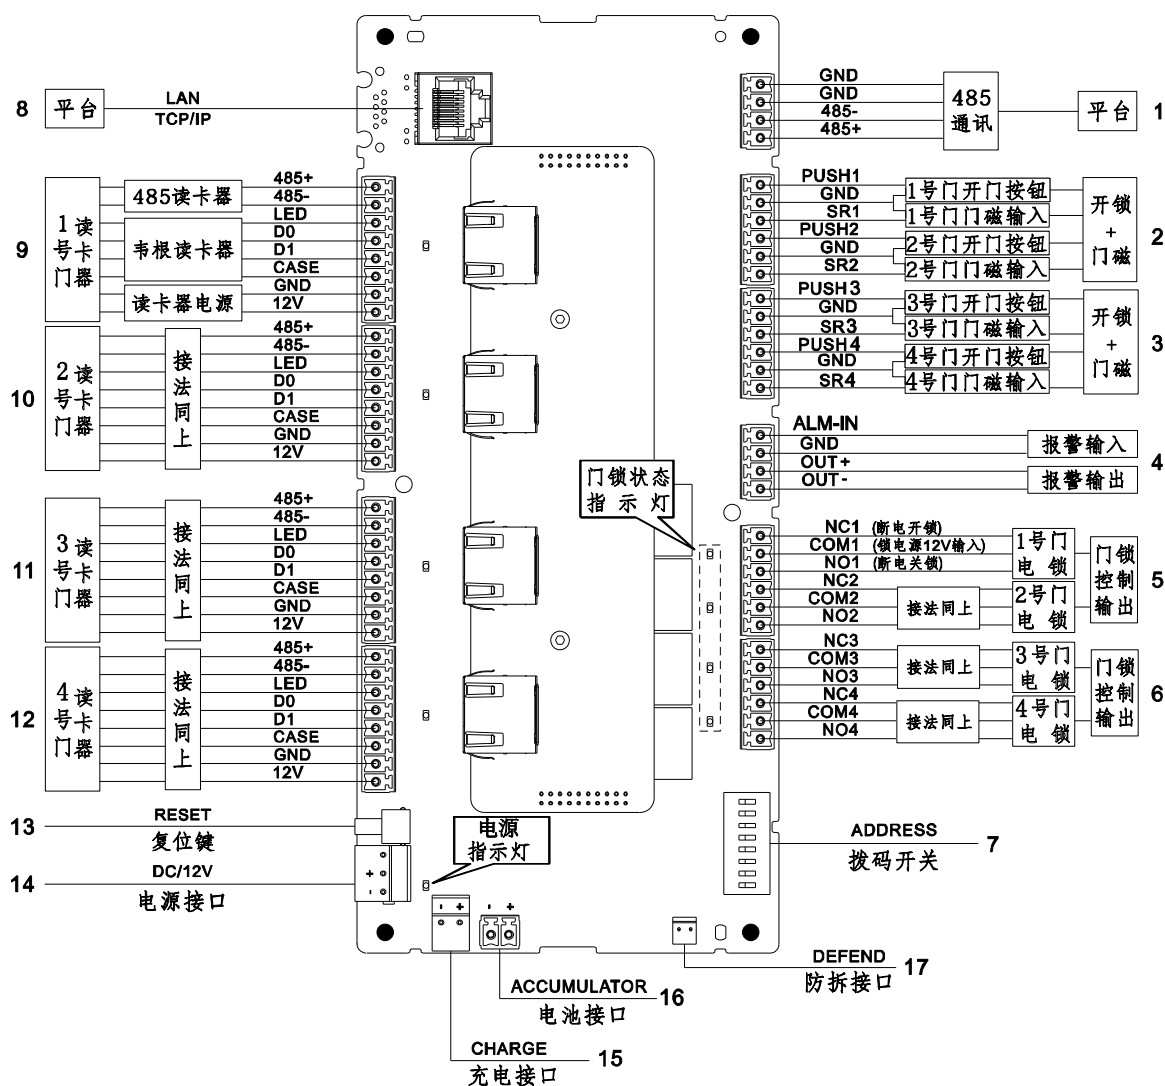 8
平台
LAN
TCP/IP
9
1号门
读卡器
485读卡器
韦根读卡器
读卡器电源
485+
485-
LED
D0
D1
CASE
GND
12V
10
2号门
读卡器
接法同上
485+
485-
LED
D0
D1
CASE
GND
12V
11
3号门
读卡器
接法同上
485+
485-
LED
D0
D1
CASE
GND
12V
12
4号门
读卡器
接法同上
485+
485-
LED
D0
D1
CASE
GND
12V
13
RESET
复位键
14
DC/12V
电源接口
+
-
电源
指示灯
- +
- +
门锁状态
指示灯
GND
GND
485-
485+
485
通讯
平台
1
PUSH1
GND
SR1
PUSH2
GND
SR2
1号门开门按钮
1号门门磁输入
2号门开门按钮
2号门门磁输入
开锁
+
门磁
2
PUSH3
GND
SR3
PUSH4
GND
SR4
3号门开门按钮
3号门门磁输入
4号门开门按钮
4号门门磁输入
开锁
+
门磁
3
ALM-IN
GND
OUT+
OUT-
报警输入
报警输出
4
NC1 (断电开锁)
COM1 (锁电源12V输入)
NO1 (断电关锁)
NC2
COM2
NO2
接法同上
1号门
电 锁
2号门
电 锁
门锁
控制
输出
5
NC3
COM3
NO3
NC4
COM4
NO4
接法同上
接法同上
3号门
电 锁
4号门
电 锁
门锁
控制
输出
6
ADDRESS
拨码开关
7
DEFEND
防拆接口
17
ACCUMULATOR
电池接口
16
CHARGE
充电接口
15